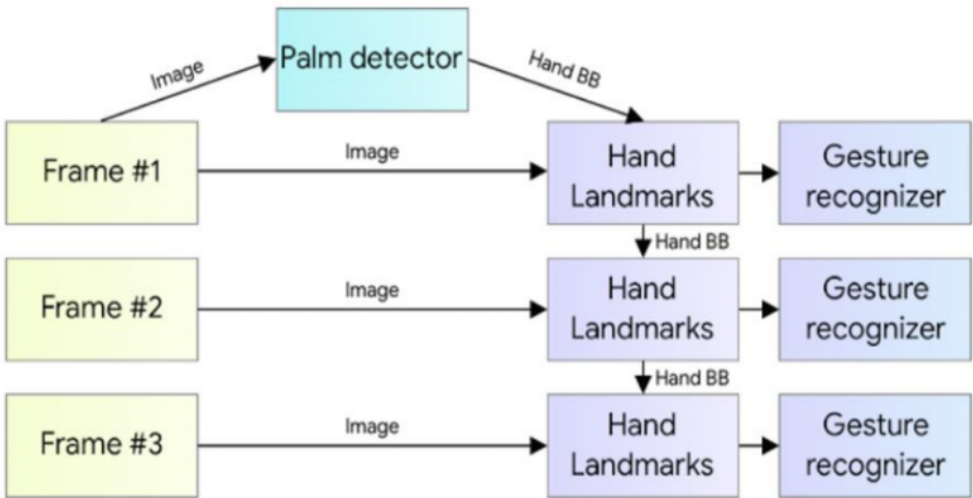 Palm detector
Image
Hand BB
Frame #1
Image
Hand
Landmarks
Gesture
recognizer
Hand BB
Frame #2
Image
Hand
Landmarks
Gesture
recognizer
Hand BB
Frame #3
Image
Hand
Landmarks
Gesture
recognizer